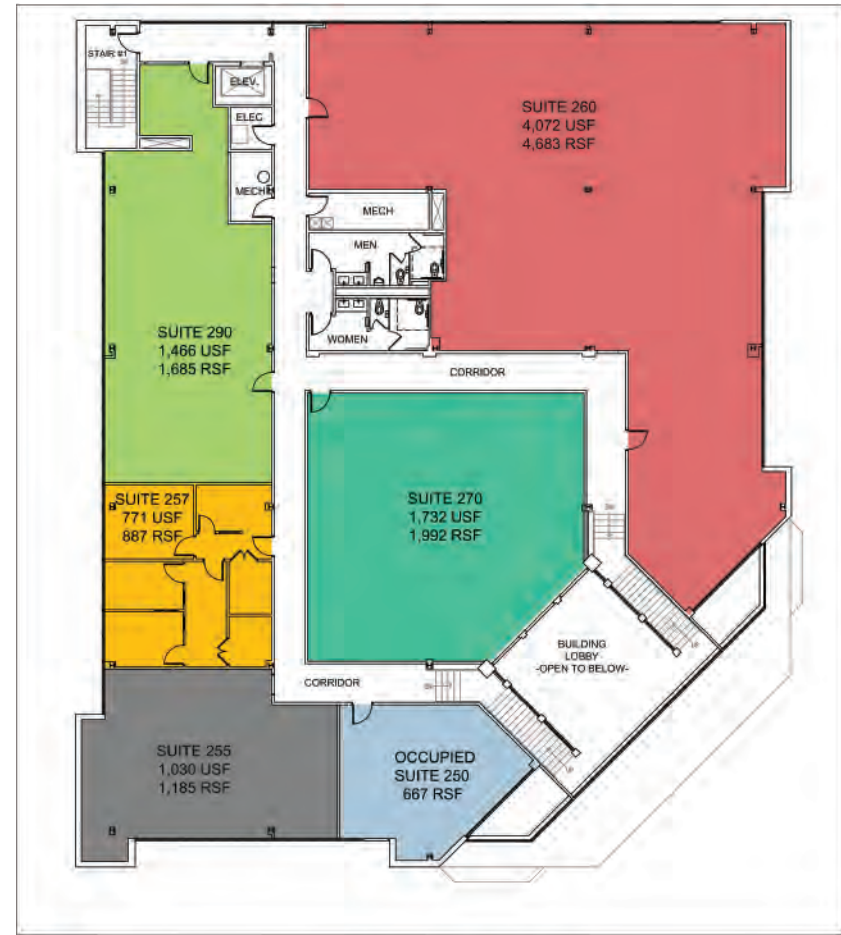 STAIR #1
ELEV.
ELEC
MECH
SUITE 260
4,072 USF
4,683 RSF
MECH
MEN
WOMEN
SUITE 290
1,466 USF
1,685 RSF
CORRIDOR
SUITE 257
771 USF
887 RSF
SUITE 270
1,732 USF
1,992 RSF
BUILDING
LOBBY
-OPEN TO BELOW-
CORRIDOR
SUITE 255
1,030 USF
1,185 RSF
OCCUPIED
SUITE 250
667 RSF